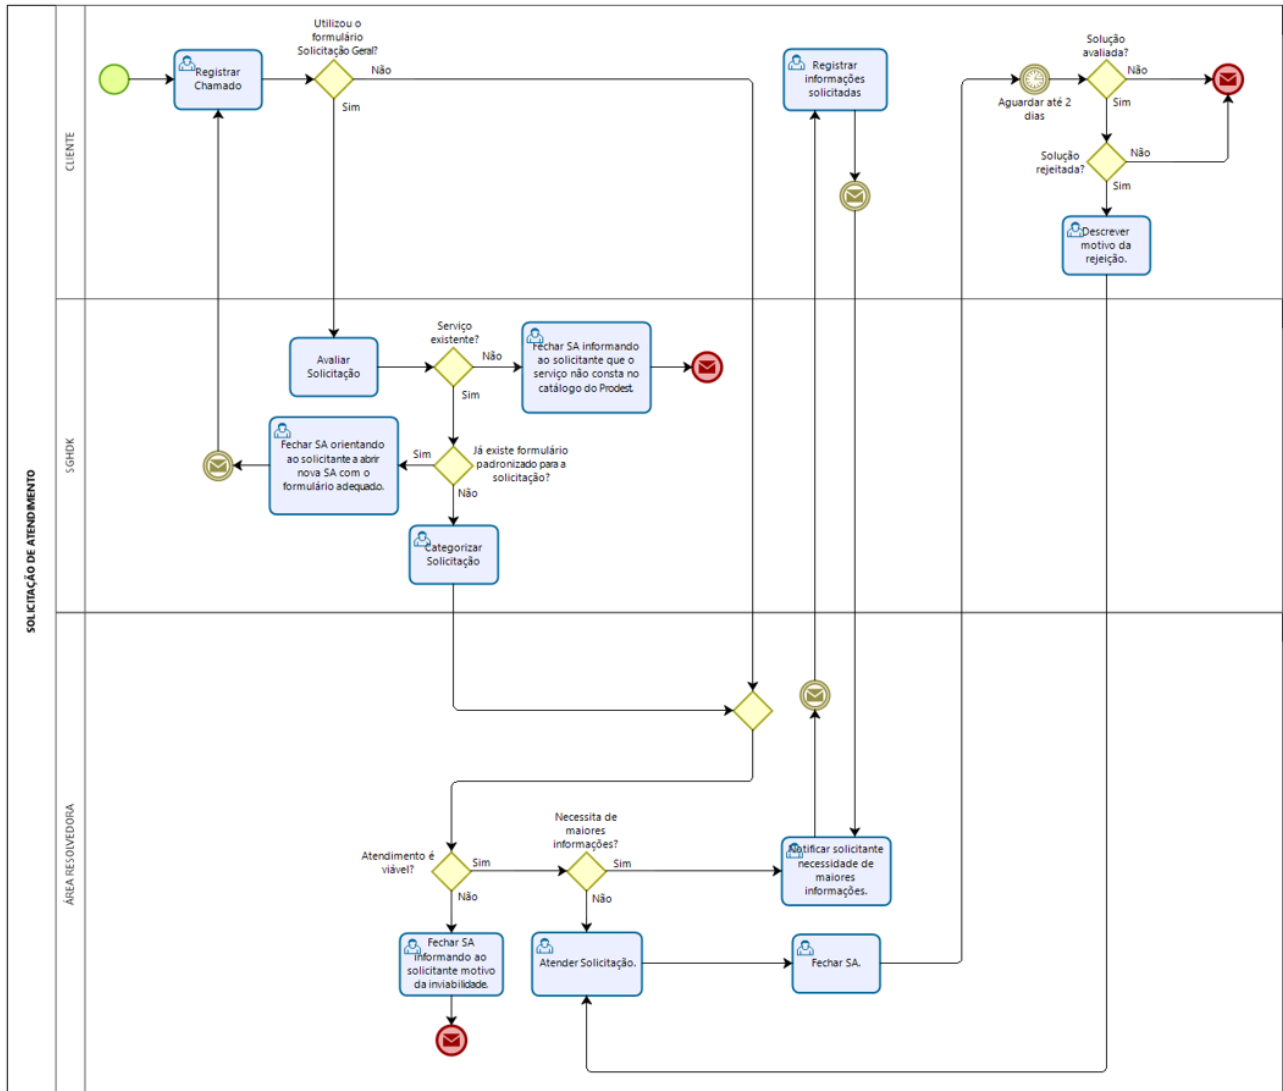 SOLICITAÇÃO DE ATENDIMENTO
CLIENTE
Registrar
Chamado
Utilizou o
formulário
Solicitação Geral?
Não
Sim
Registrar
informações
solicitadas
Aguardar até 2
dias
Solução
avaliada?
Não
Sim
Solução
rejeitada?
Não
Sim
Descrever
motivo da
rejeição.
SGHDK
Avaliar
Solicitação
Serviço
existente?
Não
Sim
Fechar SA informando
ao solicitante que o
serviço não consta no
catálogo do Prodest.
Fechar SA orientando
ao solicitante a abrir
nova SA com o
formulário adequado.
Sim
Já existe formulário
padronizado para a
solicitação?
Não
Categorizar
Solicitação
ÁREA RESOLVEDORA
Atendimento é
viável?
Sim
Não
Necessita de
maiores
informações?
Sim
Não
Notificar solicitante
necessidade de
maiores
informações.
Fechar SA
informando ao
solicitante motivo
da inviabilidade.
Atender Solicitação.
Fechar SA.